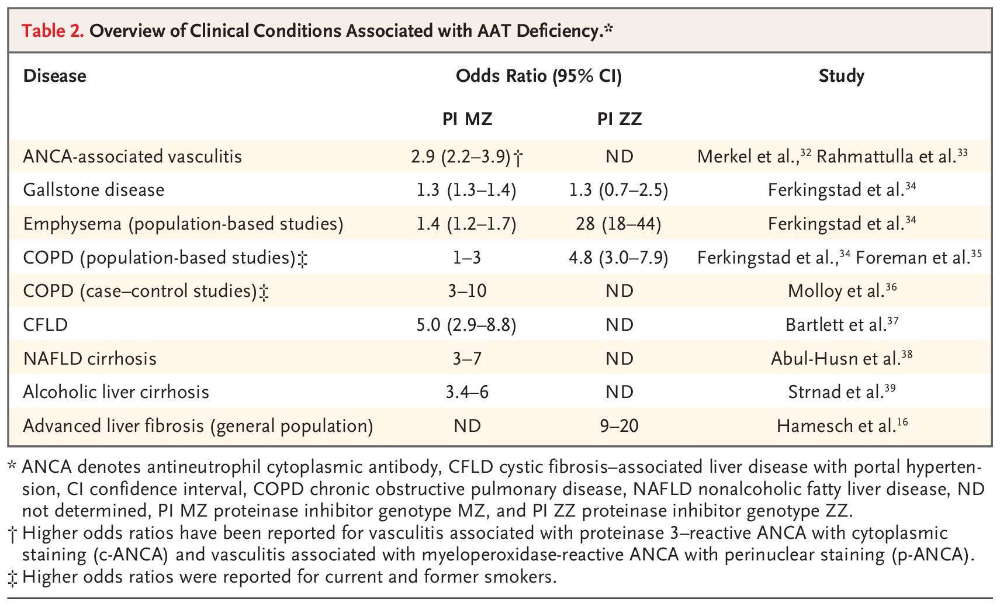 Table 2. Overview of Clinical Conditions Associated with AAT Deficiency.*
Disease Odds Ratio (95% CI) Study
PI MZ PI ZZ
ANCA-associated vasculitis 2.9 (2.2–3.9)† ND Merkel et al.,32 Rahmattulla et al.33
Gallstone disease 1.3 (1.3–1.4) 1.3 (0.7–2.5) Ferkingstad et al.34
Emphysema (population-based studies) 1.4 (1.2–1.7) 28 (18–44) Ferkingstad et al.34
COPD (population-based studies)‡ 1–3 4.8 (3.0–7.9) Ferkingstad et al.,34 Foreman et al.35
COPD (case–control studies)‡ 3–10 ND Molloy et al.36
CFLD 5.0 (2.9–8.8) ND Bartlett et al.37
NAFLD cirrhosis 3–7 ND Abul-Husn et al.38
Alcoholic liver cirrhosis 3.4–6 ND Strnad et al.39
Advanced liver fibrosis (general population) ND 9–20 Hamesch et al.16
* ANCA denotes antineutrophil cytoplasmic antibody, CFLD cystic fibrosis–associated liver disease with portal hyperten-
sion, CI confidence interval, COPD chronic obstructive pulmonary disease, NAFLD nonalcoholic fatty liver disease, ND
not determined, PI MZ proteinase inhibitor genotype MZ, and PI ZZ proteinase inhibitor genotype ZZ.
† Higher odds ratios have been reported for vasculitis associated with proteinase 3–reactive ANCA with cytoplasmic
staining (c-ANCA) and vasculitis associated with myeloperoxidase-reactive ANCA with perinuclear staining (p-ANCA).
‡ Higher odds ratios were reported for current and former smokers.